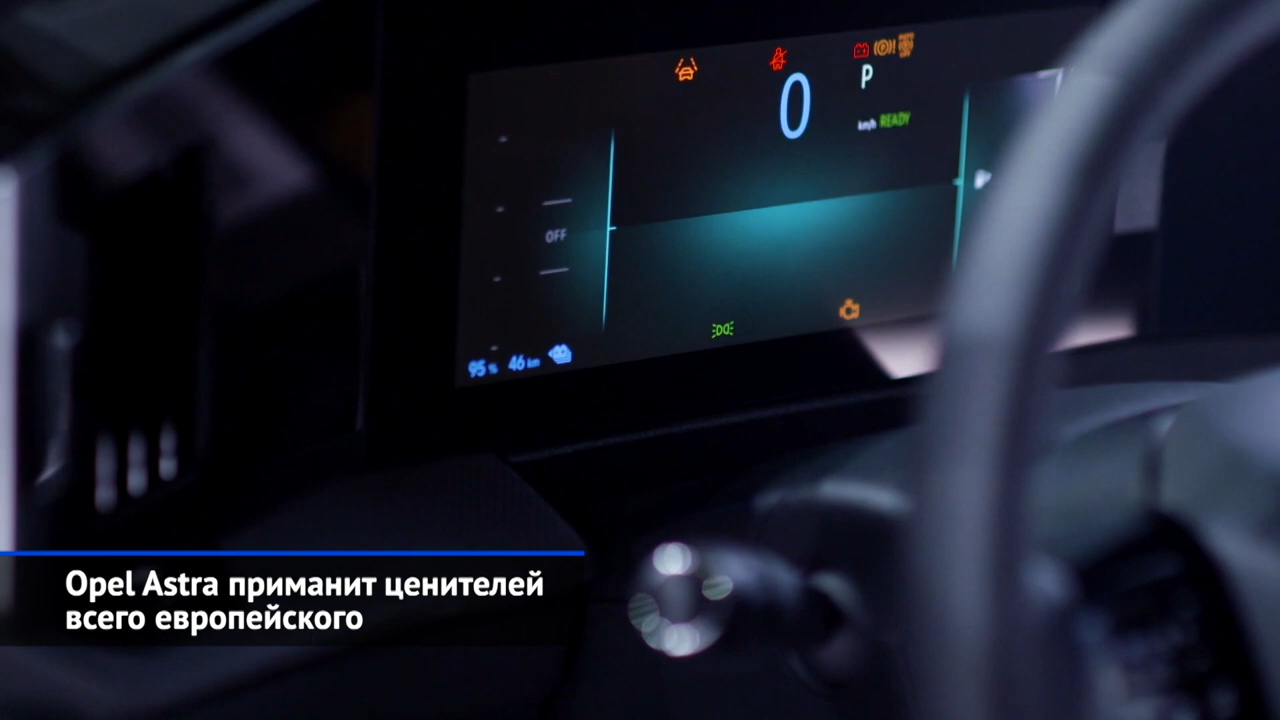 0
P
km/h READY
OFF
95 % 46 km
Opel Astra приманит ценителей
всего европейского